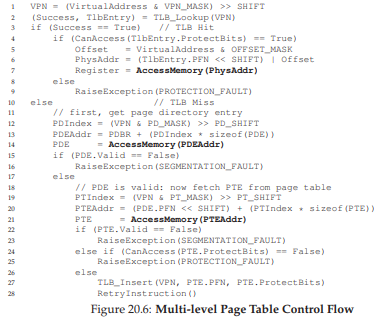 1 VPN = (VirtualAddress & VPN_MASK) >> SHIFT
2 (Success, TlbEntry) = TLB_Lookup(VPN)
3 if (Success == True) // TLB Hit
4 if (CanAccess(TlbEntry.ProtectBits) == True)
5 Offset = VirtualAddress & OFFSET_MASK
6 PhysAddr = (TlbEntry.PFN << SHIFT) | Offset
7 Register = AccessMemory(PhysAddr)
8 else
9 RaiseException(PROTECTION_FAULT)
10 else // TLB Miss
11 // first, get page directory entry
12 PDIndex = (VPN & PD_MASK) >> PD_SHIFT
13 PDEAddr = PDBR + (PDIndex * sizeof(PDE))
14 PDE = AccessMemory(PDEAddr)
15 if (PDE.Valid == False)
16 RaiseException(SEGMENTATION_FAULT)
17 else
18 // PDE is valid: now fetch PTE from page table
19 PTIndex = (VPN & PT_MASK) >> PT_SHIFT
20 PTEAddr = (PDE.PFN << SHIFT) + (PTIndex * sizeof(PTE))
21 PTE = AccessMemory(PTEAddr)
22 if (PTE.Valid == False)
23 RaiseException(SEGMENTATION_FAULT)
24 else if (CanAccess(PTE.ProtectBits) == False)
25 RaiseException(PROTECTION_FAULT)
26 else
27 TLB_Insert(VPN, PTE.PFN, PTE.ProtectBits)
28 RetryInstruction()
Figure 20.6: Multi-level Page Table Control Flow